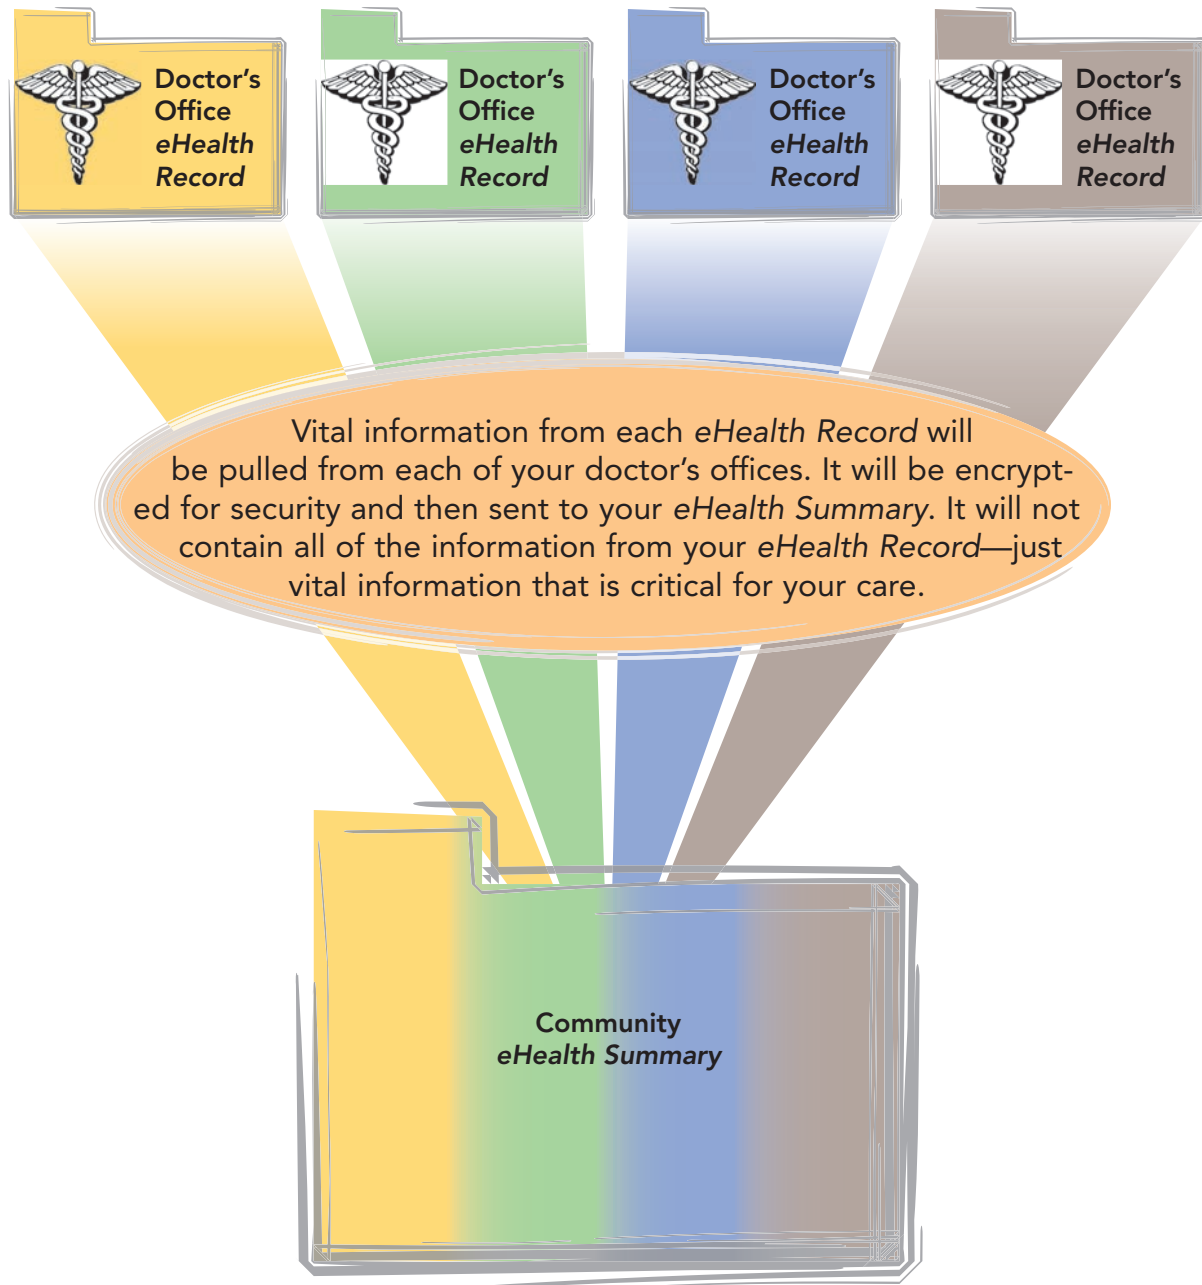 Doctor's
Office
eHealth
Record
Doctor's
Office
eHealth
Record
Doctor's
Office
eHealth
Record
Doctor's
Office
eHealth
Record
Vital information from each eHealth Record will
be pulled from each of your doctor's offices. It will be encrypt-
ed for security and then sent to your eHealth Summary. It will not
contain all of the information from your eHealth Record—just
vital information that is critical for your care.
Community
eHealth Summary